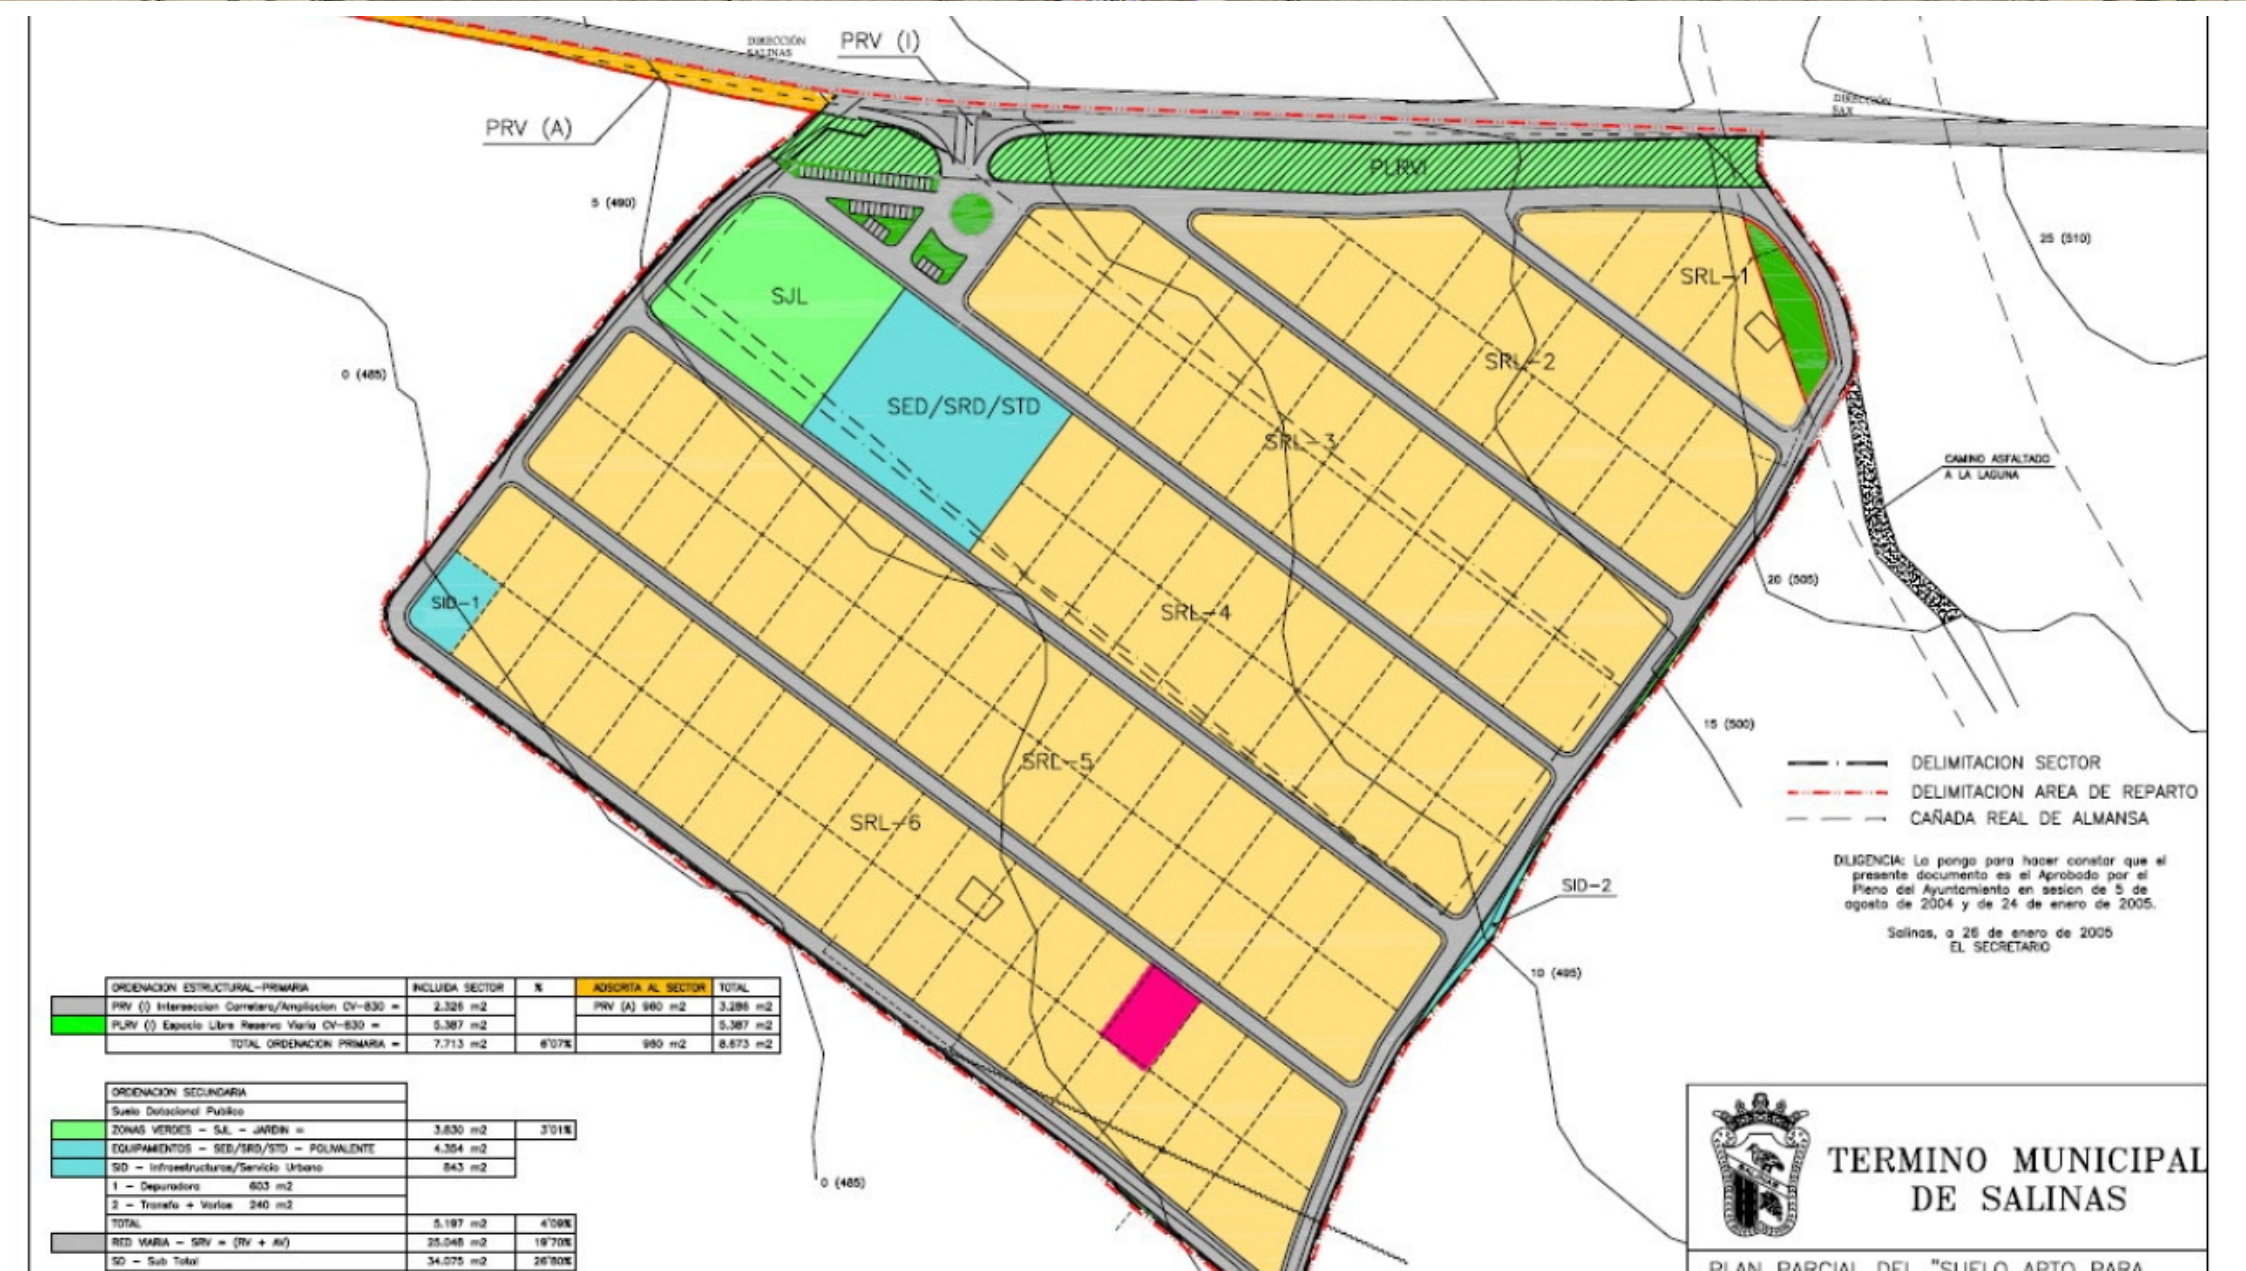 DIRECCIÓN
SALINAS
PRV (I)
PRV (A)
DIRECCIÓN
SAX
PLRVI
5 (490)
25 (510)
SRL-1
SJL
SRL-2
0 (485)
SED/SRD/STD
SRL-3
CAMINO ASFALTADO
A LA LAGUNA
20 (505)
SID-1
SRL-4
15 (500)
SRL-5
DELIMITACION SECTOR
DELIMITACION AREA DE REPARTO
CAÑADA REAL DE ALMANSA
SRL-6
DILIGENCIA: La pongo para hacer constar que el
presente documento es el Aprobado por el
Pleno del Ayuntamiento en sesion de 5 de
agosto de 2004 y de 24 de enero de 2005.
Salinas, a 26 de enero de 2005
EL SECRETARIO
SID-2
10 (495)
ORDENACION ESTRUCTURAL-PRIMARIA INCLUIDA SECTOR % ADSCRITA AL SECTOR TOTAL
PRV (I) Interseccion Carretera/Ampliacion CV-830 = 2.326 m2 PRV (A) 960 m2 3.286 m2
PLRV (I) Espacio Libre Reserva Viaria CV-830 = 5.387 m2 5.387 m2
TOTAL ORDENACION PRIMARIA = 7.713 m2 6'07% 960 m2 8.673 m2
ORDENACION SECUNDARIA
Suelo Dotacional Publico
ZONAS VERDES - SJL - JARDIN = 3.830 m2 3'01%
EQUIPAMIENTOS - SED/SRD/STD - POLIVALENTE 4.354 m2
SID - Infraestructuras/Servicio Urbano 843 m2
1 - Depuradora 603 m2
2 - Transfo + Varios 240 m2
TOTAL 5.197 m2 4'09%
RED VIARIA - SRV = (RV + AV) 25.048 m2 19'70%
SD - Sub Total 34.075 m2 26'80%
0 (485)
TERMINO MUNICIPAL
DE SALINAS
PLAN PARCIAL DEL "SUELO APTO PARA